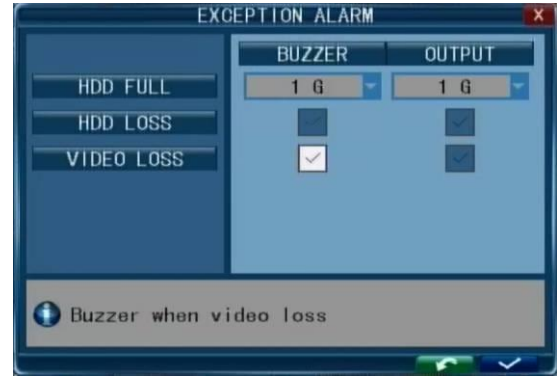 EXCEPTION ALARM
X
BUZZER OUTPUT
HDD FULL 1 G 1 G
HDD LOSS
VIDEO LOSS
Buzzer when video loss